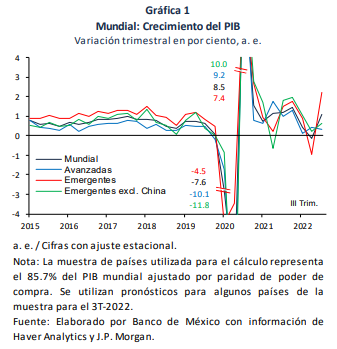 Gráfica 1
Mundial: Crecimiento del PIB
Variación trimestral en por ciento, a. e.
4
3
2
1
0
-1
-2
-3
-4
10.0
9.2
8.5
7.4
Mundial
Avanzadas
Emergentes
Emergentes excl. China
-4.5
-7.6
-10.1
-11.8
III Trim.
2015 2016 2017 2018 2019 2020 2021 2022
a. e. / Cifras con ajuste estacional.
Nota: La muestra de países utilizada para el cálculo representa
el 85.7% del PIB mundial ajustado por paridad de poder de
compra. Se utilizan pronósticos para algunos países de la
muestra para el 3T-2022.
Fuente: Elaborado por Banco de México con información de
Haver Analytics y J.P. Morgan.